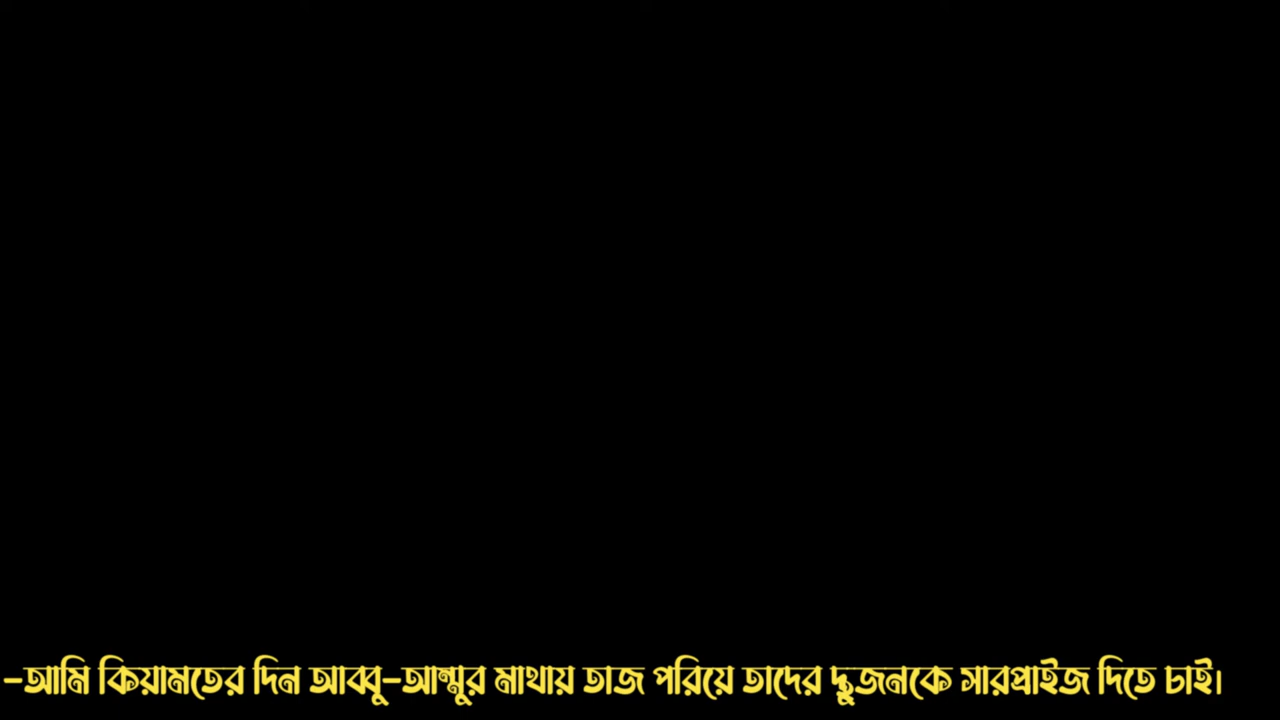 -আমি কিয়ামতের দিন আব্বু-আম্মুর মাথায় তাজ পরিয়ে তাদের দুজনকে সারপ্রাইজ দিতে চাই।